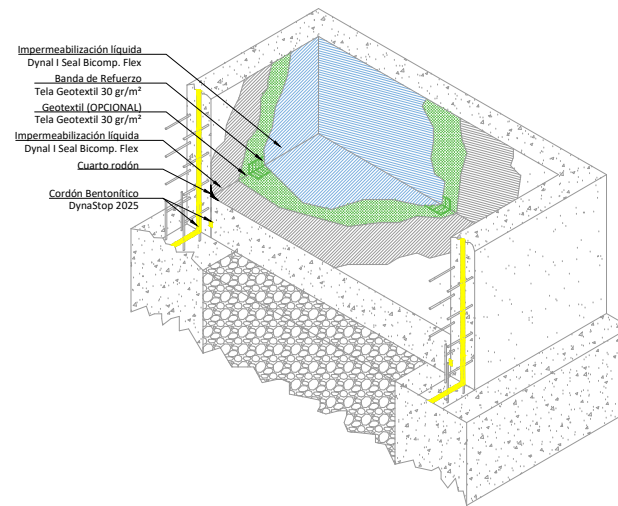 Impermeabilización líquida
Dynal I Seal Bicomp. Flex
Banda de Refuerzo
Tela Geotextil 30 gr/m²
Geotextil (OPCIONAL)
Tela Geotextil 30 gr/m²
Impermeabilización líquida
Dynal I Seal Bicomp. Flex
Cuarto rodón
Cordón Bentonítico
DynaStop 2025